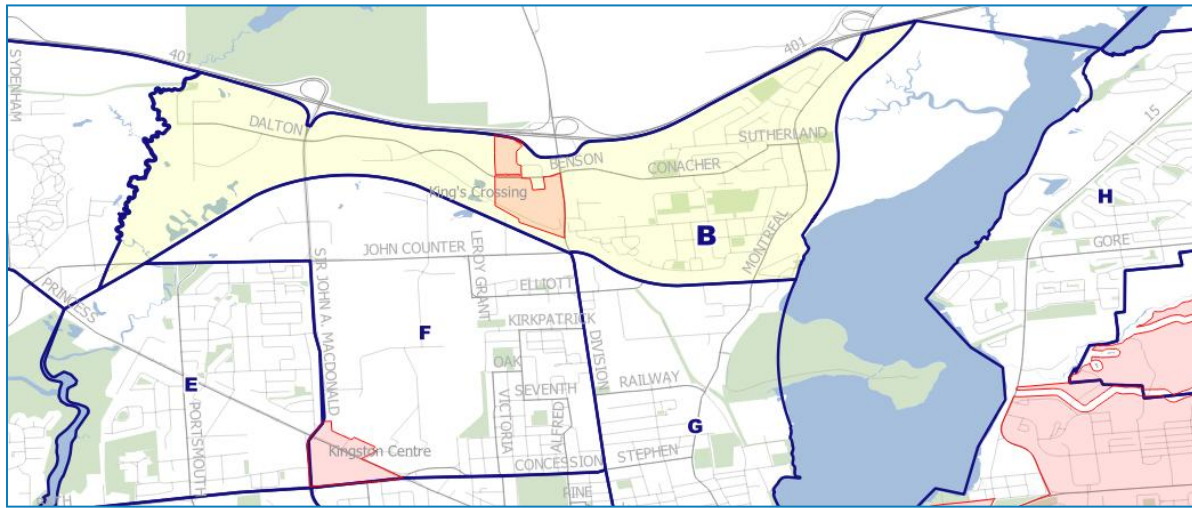 SYDENHAM
401
401
15
DALTON
SUTHERLAND
BENSON
CONACHER
King's Crossing
H
B
MONTREAL
GORE
JOHN COUNTER
LEROY GRANT
SIR JOHN A. MACDONALD
ELLIOTT
PRINCESS
KIRKPATRICK
F
DIVISION
OAK
E
SEVENTH
RAILWAY
PORTSMOUTH
VICTORIA
ALFRED
G
Kingston Centre
CONCESSION
STEPHEN